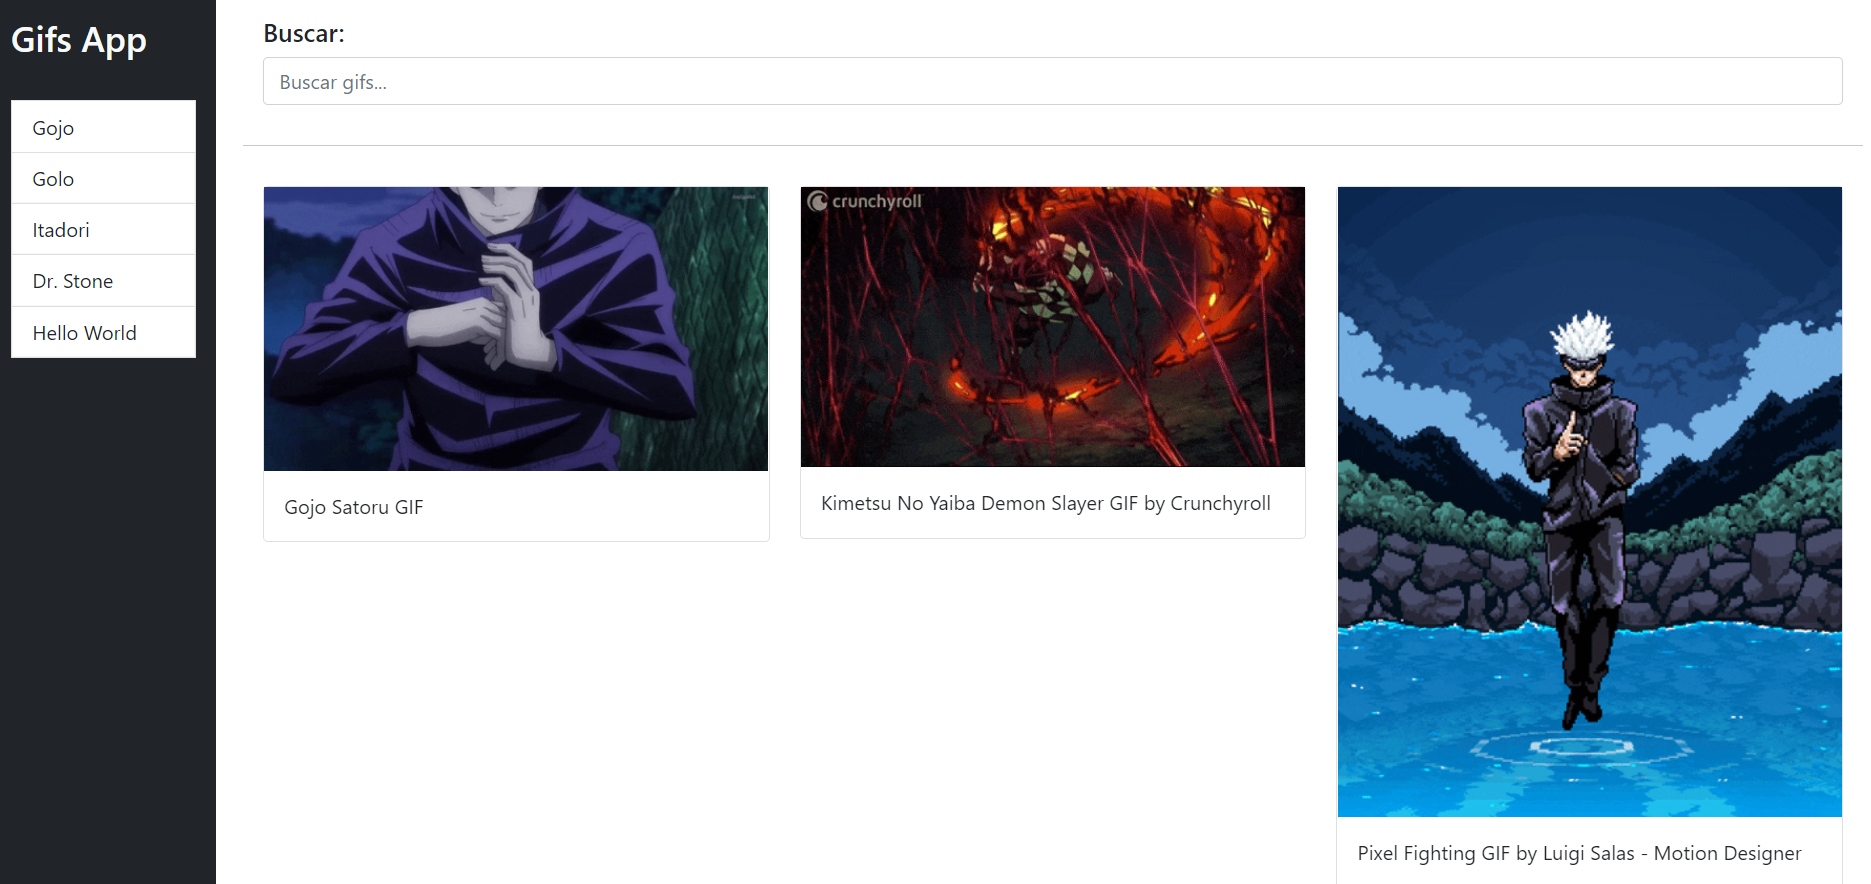 Gifs App
Gojo
Golo
Itadori
Dr. Stone
Hello World
Buscar:
Buscar gifs...
Gojo Satoru GIF
crunchyroll
Kimetsu No Yaiba Demon Slayer GIF by Crunchyroll
Pixel Fighting GIF by Luigi Salas - Motion Designer